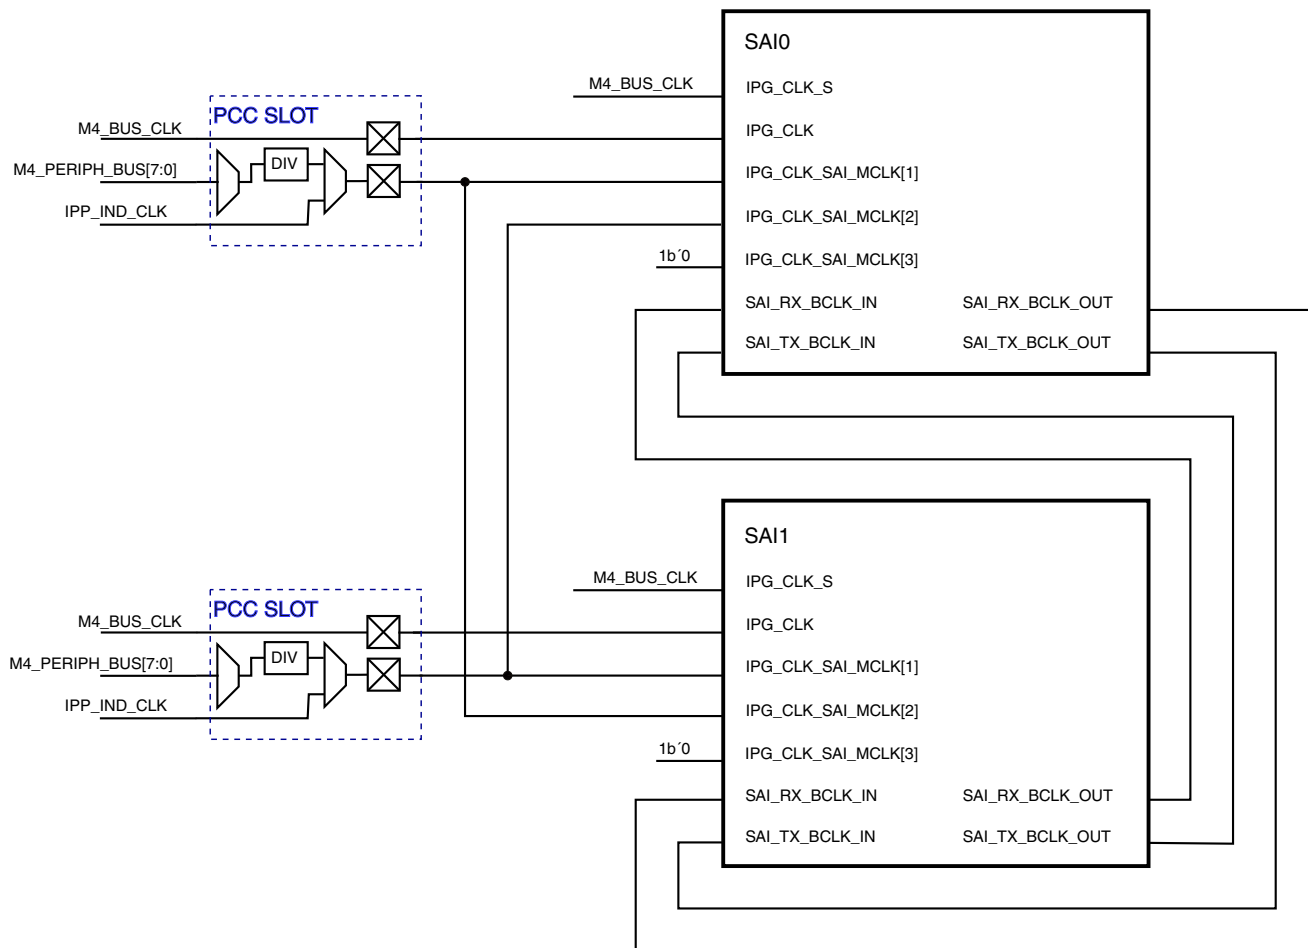 SAI0
M4_BUS_CLK
IPG_CLK_S
PCC SLOT
M4_BUS_CLK
IPG_CLK
DIV
M4_PERIPH_BUS[7:0]
IPG_CLK_SAI_MCLK[1]
IPP_IND_CLK
IPG_CLK_SAI_MCLK[2]
1b´0
IPG_CLK_SAI_MCLK[3]
SAI_RX_BCLK_IN
SAI_RX_BCLK_OUT
SAI_TX_BCLK_IN
SAI_TX_BCLK_OUT
SAI1
M4_BUS_CLK
IPG_CLK_S
PCC SLOT
M4_BUS_CLK
IPG_CLK
DIV
M4_PERIPH_BUS[7:0]
IPG_CLK_SAI_MCLK[1]
IPP_IND_CLK
IPG_CLK_SAI_MCLK[2]
1b´0
IPG_CLK_SAI_MCLK[3]
SAI_RX_BCLK_IN
SAI_RX_BCLK_OUT
SAI_TX_BCLK_IN
SAI_TX_BCLK_OUT